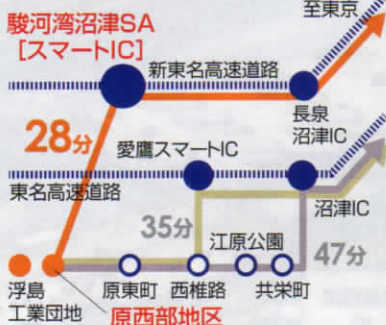 至東京
駿河湾沼津SA
[スマートIC]
新東名高速道路
長泉
沼津IC
28分
愛鷹スマートIC
東名高速道路
沼津IC
35分
江原公園
47分
浮島
工業団地
原東町
西椎路
共栄町
原西部地区